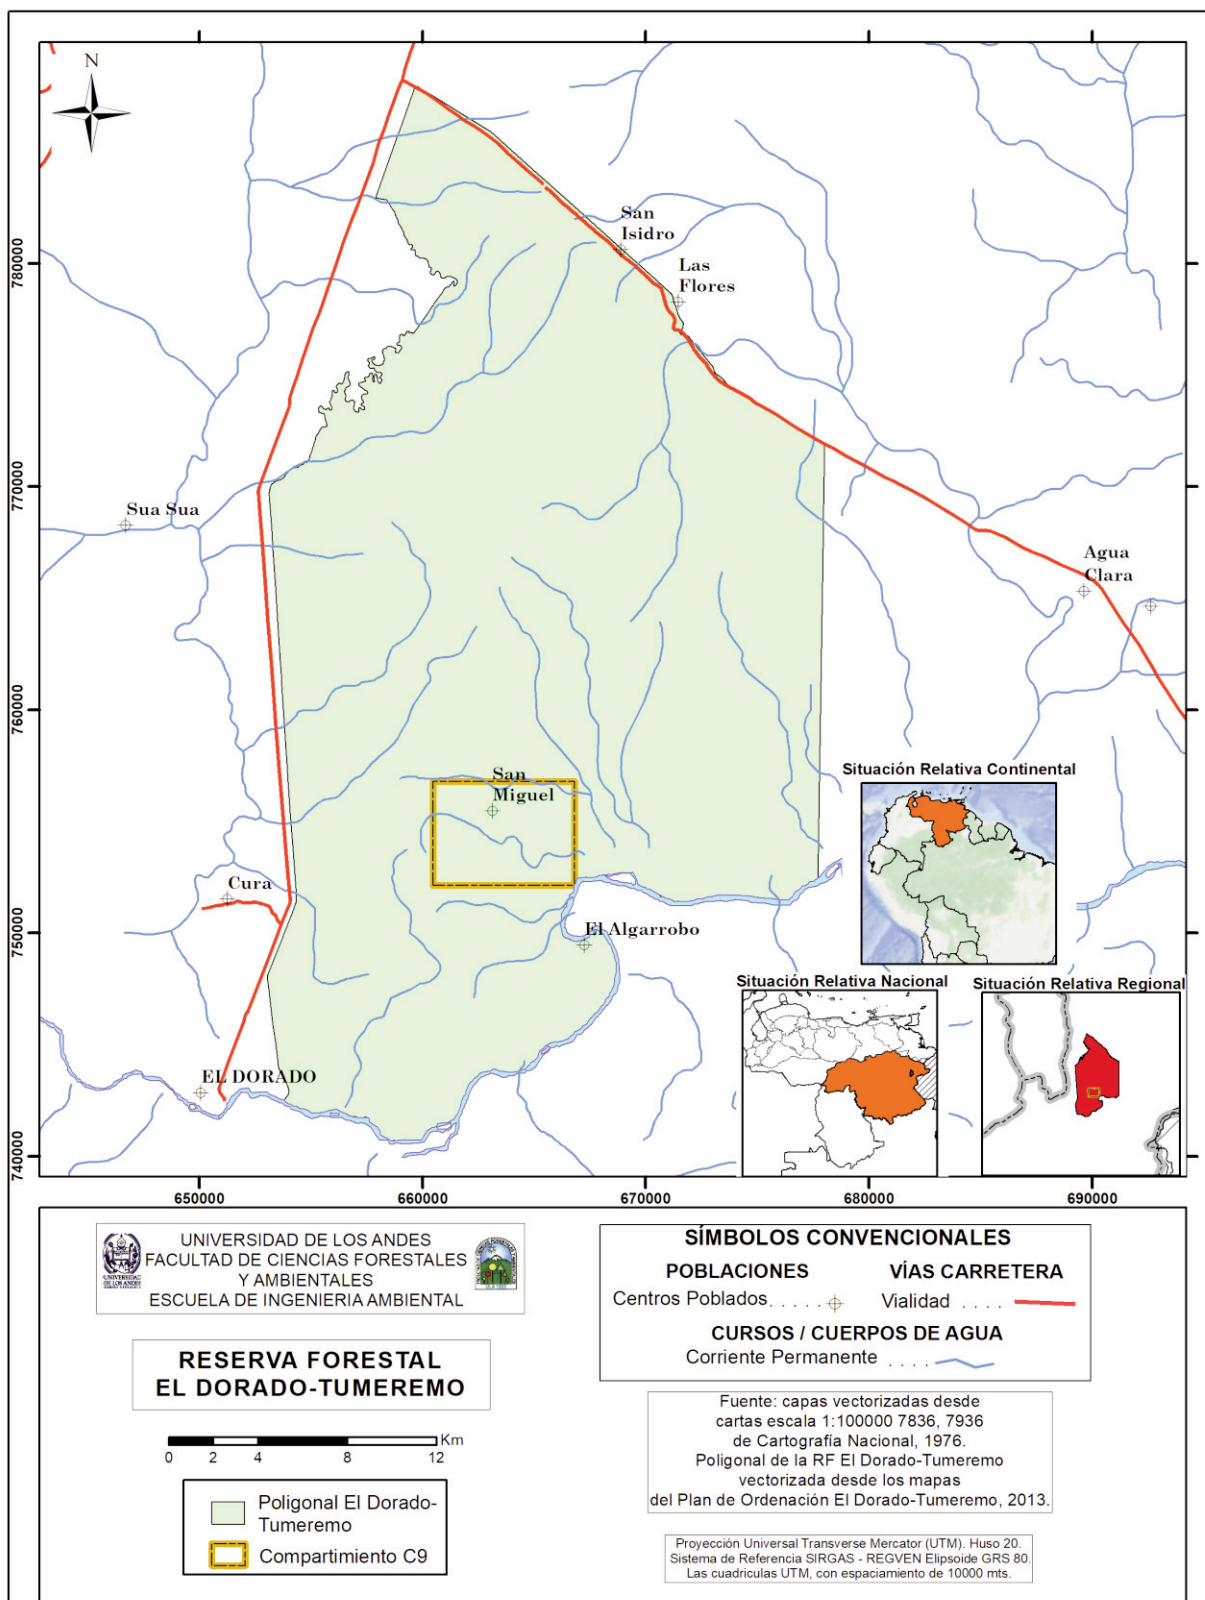 N
San
Isidro
Las
Flores
Sua Sua
Agua
Clara
San
Miguel
Cura
El Algarrobo
EL DORADO
780000
770000
760000
750000
740000
650000
660000
670000
680000
690000
Situación Relativa Continental
Situación Relativa Nacional
Situación Relativa Regional
UNIVERSIDAD DE LOS ANDES
FACULTAD DE CIENCIAS FORESTALES
Y AMBIENTALES
ESCUELA DE INGENIERIA AMBIENTAL
UNIVERSIDAD
DE LOS ANDES
RESERVA FORESTAL
EL DORADO-TUMEREMO
Km
0 2 4 8 12
Poligonal El Dorado-
Tumeremo
Compartimiento C9
SÍMBOLOS CONVENCIONALES
POBLACIONES VÍAS CARRETERA
Centros Poblados. . . . . Vialidad . . . .
CURSOS / CUERPOS DE AGUA
Corriente Permanente . . . .
Fuente: capas vectorizadas desde
cartas escala 1:100000 7836, 7936
de Cartografía Nacional, 1976.
Poligonal de la RF El Dorado-Tumeremo
vectorizada desde los mapas
del Plan de Ordenación El Dorado-Tumeremo, 2013.
Proyección Universal Transverse Mercator (UTM). Huso 20.
Sistema de Referencia SIRGAS - REGVEN Elipsoide GRS 80.
Las cuadriculas UTM, con espaciamiento de 10000 mts.